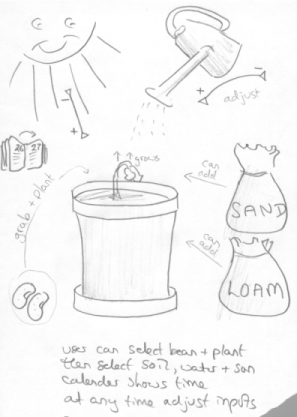 -
+
+
-
adjust
26 27
grows
can
add
grab + plant
SAND
can
add
LOAM
user can select bean + plant
then select soil, water + sun
calender shows time
at any time adjust inputs